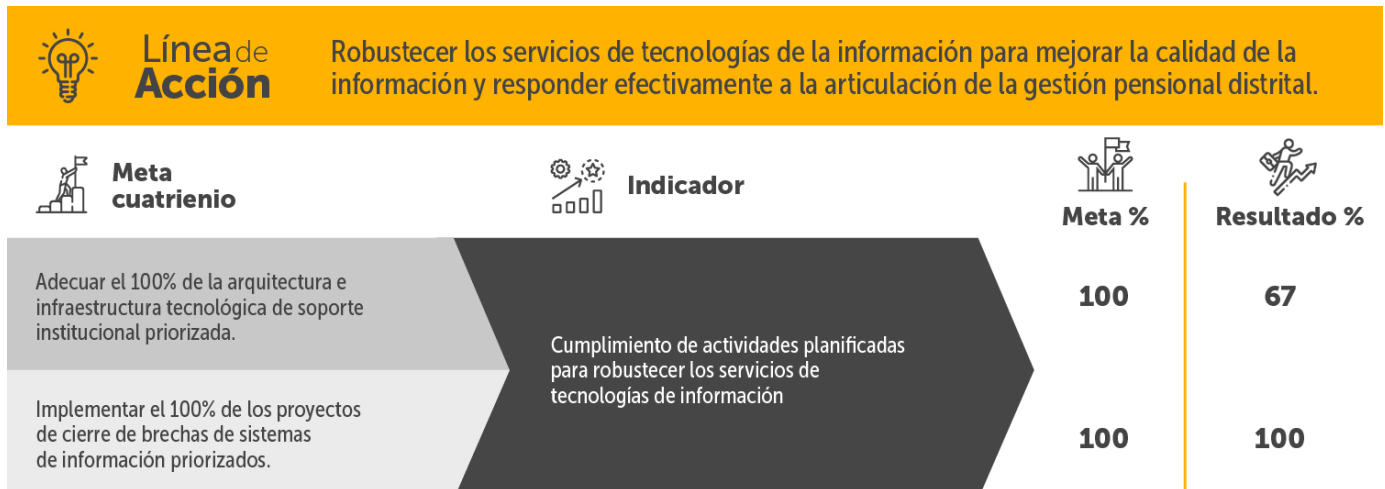 Línea de
Acción
Robustecer los servicios de tecnologías de la información para mejorar la calidad de la
información y responder efectivamente a la articulación de la gestión pensional distrital.
Meta
cuatrienio
Indicador
Meta %
Resultado %
Adecuar el 100% de la arquitectura e
infraestructura tecnológica de soporte
institucional priorizada.
100
67
Cumplimiento de actividades planificadas
para robustecer los servicios de
tecnologías de información
Implementar el 100% de los proyectos
de cierre de brechas de sistemas
de información priorizados.
100
100